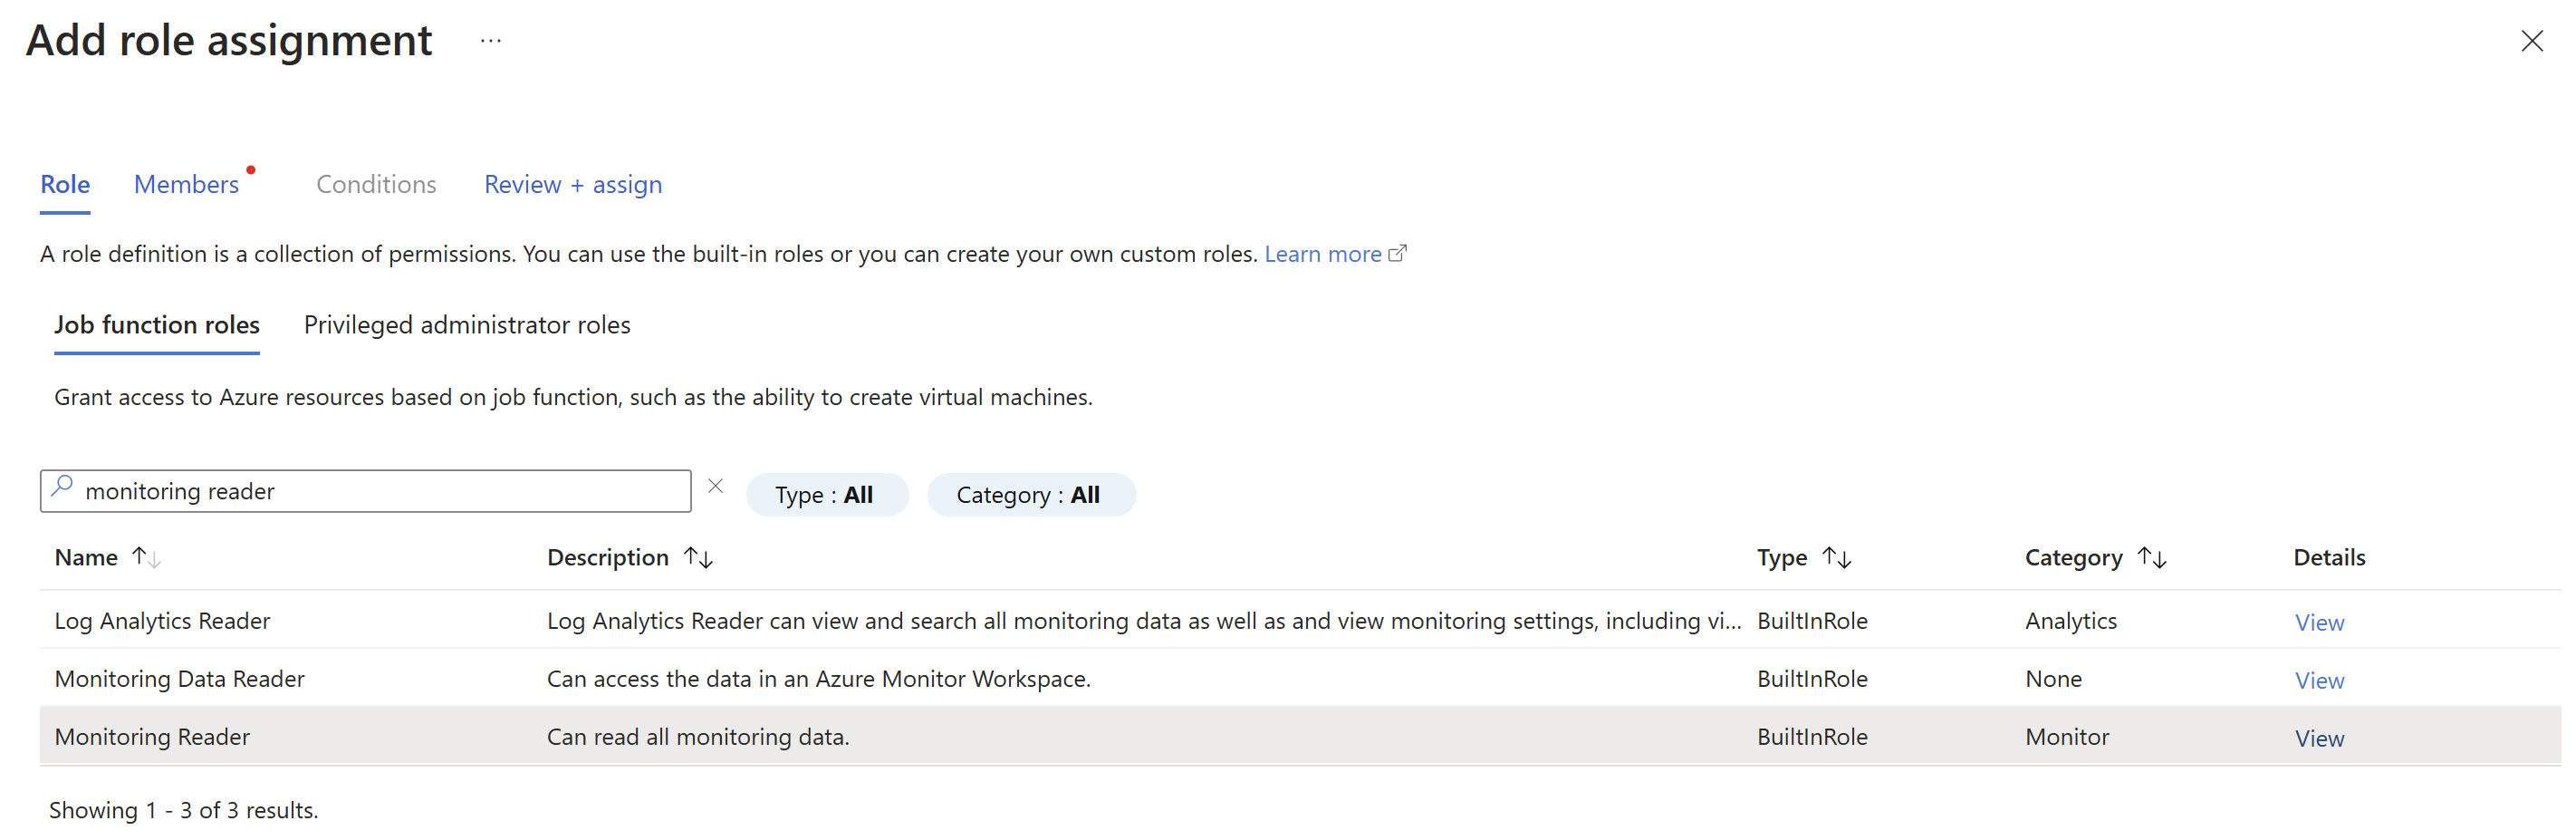 Add role assignment ...
Role Members Conditions Review + assign
A role definition is a collection of permissions. You can use the built-in roles or you can create your own custom roles. Learn more
Job function roles Privileged administrator roles
Grant access to Azure resources based on job function, such as the ability to create virtual machines.
monitoring reader Type : All Category : All
Name Description Type Category Details
Log Analytics Reader Log Analytics Reader can view and search all monitoring data as well as and view monitoring settings, including vi... BuiltInRole Analytics View
Monitoring Data Reader Can access the data in an Azure Monitor Workspace. BuiltInRole None View
Monitoring Reader Can read all monitoring data. BuiltInRole Monitor View
Showing 1 - 3 of 3 results.